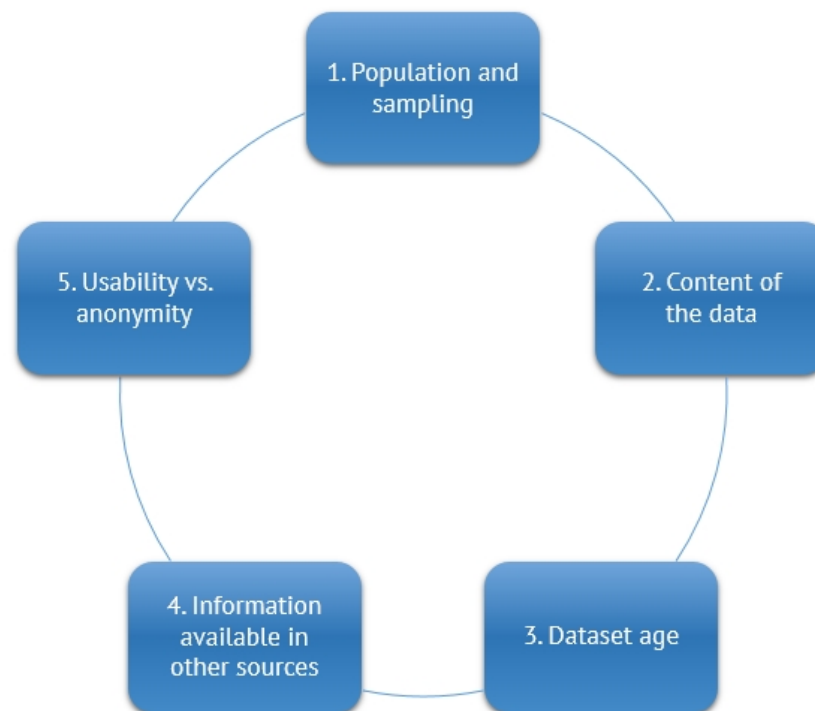 1. Population and
sampling
2. Content of
the data
3. Dataset age
4. Information
available in
other sources
5. Usability vs.
anonymity